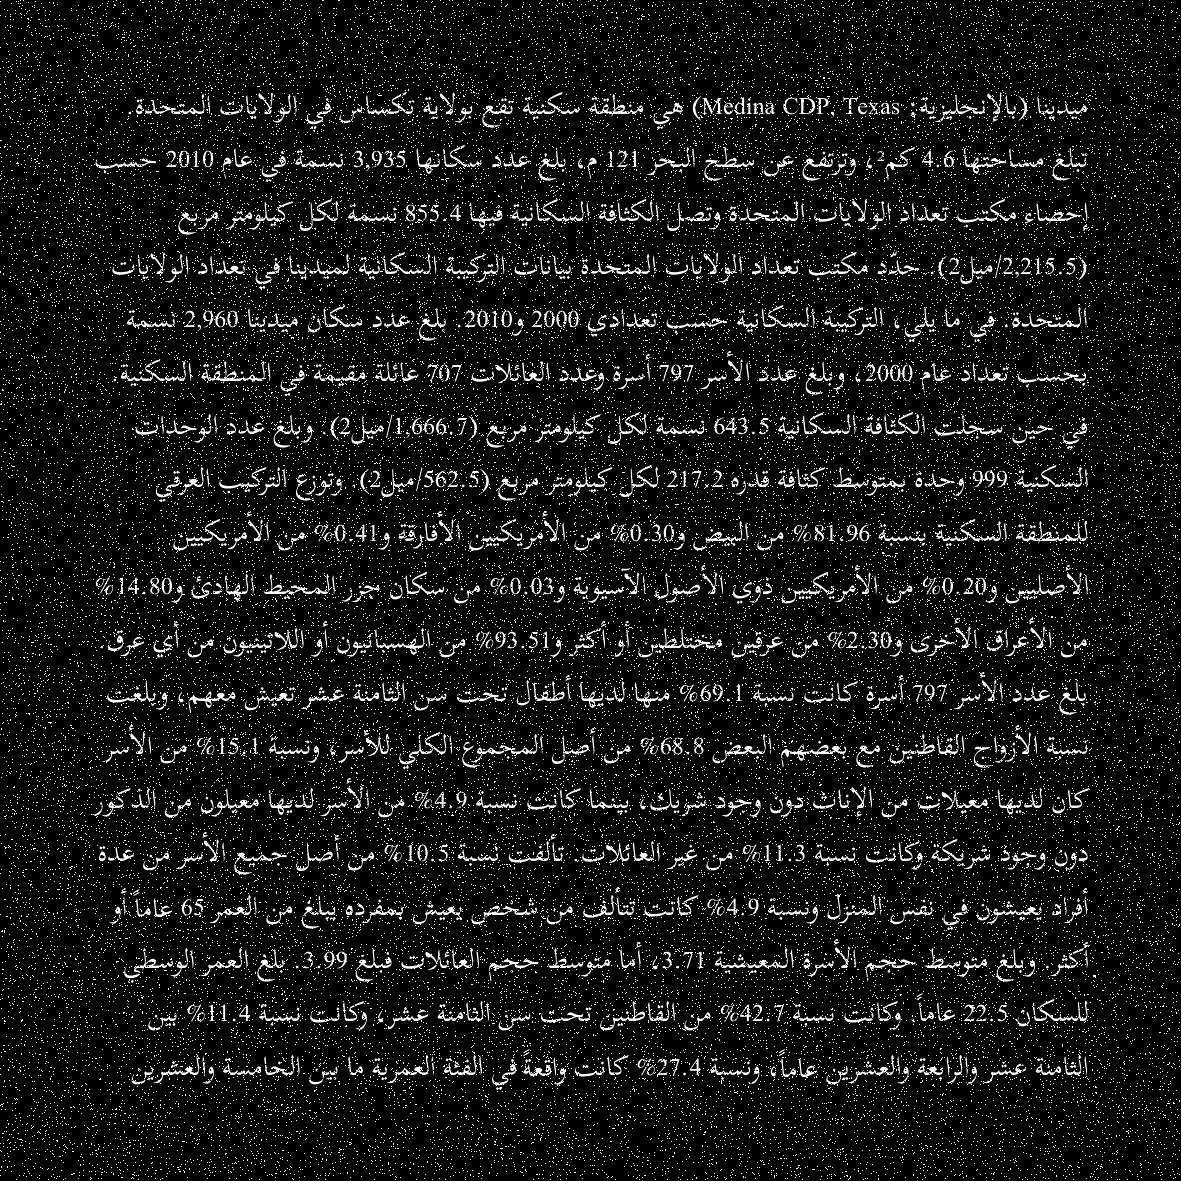 ميدينا (بالإنجليزية: Medina CDP, Texas) هي منطقة سكنية تقع بولاية تكساس في الولايات المتحدة.
تبلغ مساحتها 4.6 كم²، وترتفع عن سطح البحر 121 م، بلغ عدد سكانها 3,935 نسمة في عام 2010 حسب
إحصاء مكتب تعداد الولايات المتحدة وتصل الكثافة السكانية فيها 855.4 نسمة لكل كيلومتر مربع
(2,215.5/ميل2). حدّد مكتب تعداد الولايات المتحدة بيانات التركيبة السكانية لميدينا في تعداد الولايات
المتحدة. في ما يلي، التركيبة السكانية حسب تعدادى 2000 و2010. بلغ عدد سكان ميدينا 2,960 نسمة
بحسب تعداد عام 2000، وبلغ عدد الأسر 797 أسرة وعدد العائلات 707 عائلة مقيمة في المنطقة السكنية.
في حين سجلت الكثافة السكانية 643.5 نسمة لكل كيلومتر مربع (1,666.7/ميل2). وبلغ عدد الوحدات
السكنية 999 وحدة بمتوسط كثافة قدره 217.2 لكل كيلومتر مربع (562.5/ميل2). وتوزع التركيب العرقي
للمنطقة السكنية بنسبة 81.96% من البيض و0.30% من الأمريكيين الأفارقة و0.41% من الأمريكيين
الأصليين و0.20% من الأمريكيين ذوي الأصول الآسيوية و0.03% من سكان جزر المحيط الهادئ و14.80%
من الأعراق الأخرى و2.30% من عرقين مختلطين أو أكثر و93.51% من الهسبانيون أو اللاتينيون من أي عرق.
بلغ عدد الأسر 797 أسرة كانت نسبة 69.1% منها لديها أطفال تحت سن الثامنة عشر تعيش معهم، وبلغت
نسبة الأزواج القاطنين مع بعضهم البعض 68.8% من أصل المجموع الكلي للأسر، ونسبة 15.1% من الأسر
كان لديها معيلات من الإناث دون وجود شريك، بينما كانت نسبة 4.9% من الأسر لديها معيلون من الذكور
دون وجود شريكة وكانت نسبة 11.3% من غير العائلات. تألفت نسبة 10.5% من أصل جميع الأسر من عدة
أفراد يعيشون في نفس المنزل ونسبة 4.9% كانت تتألف من شخص يعيش بمفرده يبلغ من العمر 65 عاماً أو
أكثر. وبلغ متوسط حجم الأسرة المعيشية 3.71، أما متوسط حجم العائلات فبلغ 3.99. بلغ العمر الوسطي
للسكان 22.5 عاماً. وكانت نسبة 42.7% من القاطنين تحت سن الثامنة عشر، وكانت نسبة 11.4% بين
الثامنة عشر والرابعة والعشرين عاماً، ونسبة 27.4% كانت واقعةً في الفئة العمرية ما بين الخامسة والعشرين